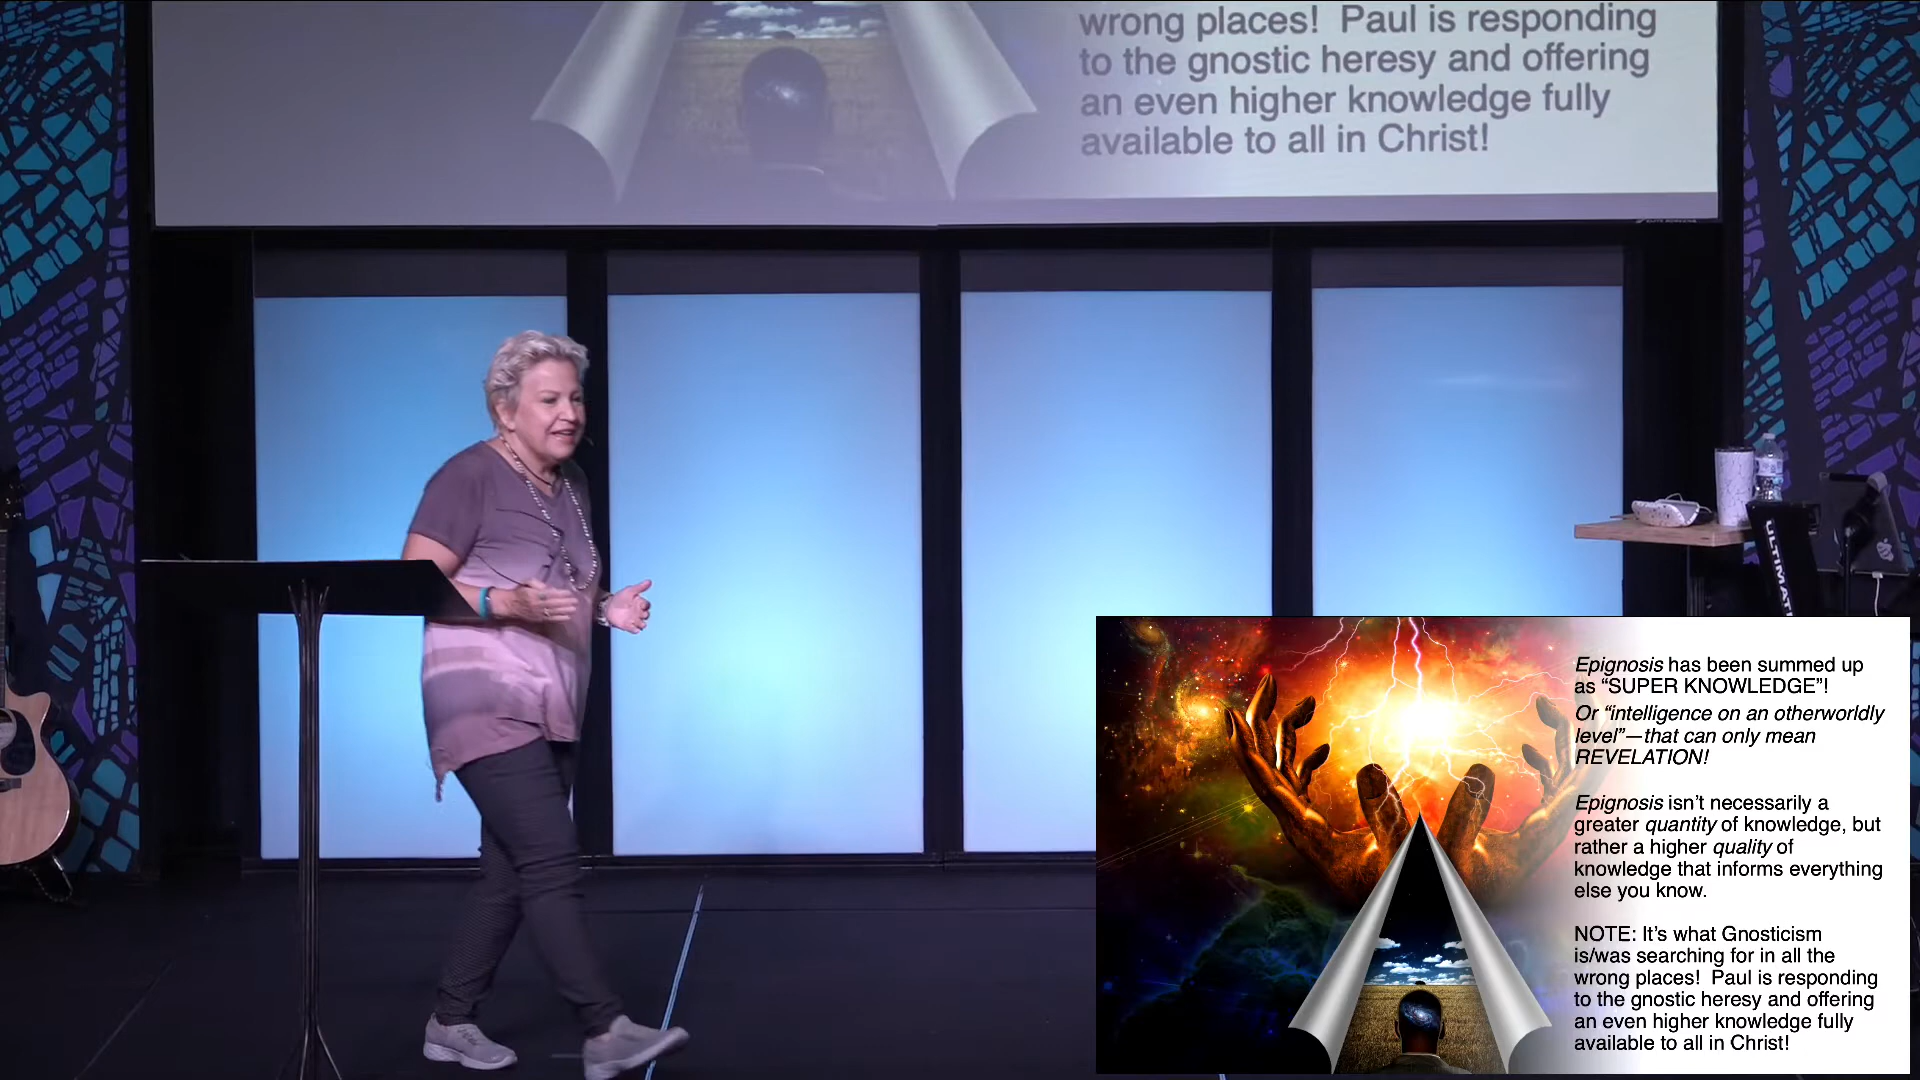 wrong places! Paul is responding
to the gnostic heresy and offering
an even higher knowledge fully
available to all in Christ!
ULTIMAT
Epignosis has been summed up
as “SUPER KNOWLEDGE”!
Or “intelligence on an otherworldly
level”—that can only mean
REVELATION!
Epignosis isn’t necessarily a
greater quantity of knowledge, but
rather a higher quality of
knowledge that informs everything
else you know.
NOTE: It’s what Gnosticism
is/was searching for in all the
wrong places! Paul is responding
to the gnostic heresy and offering
an even higher knowledge fully
available to all in Christ!